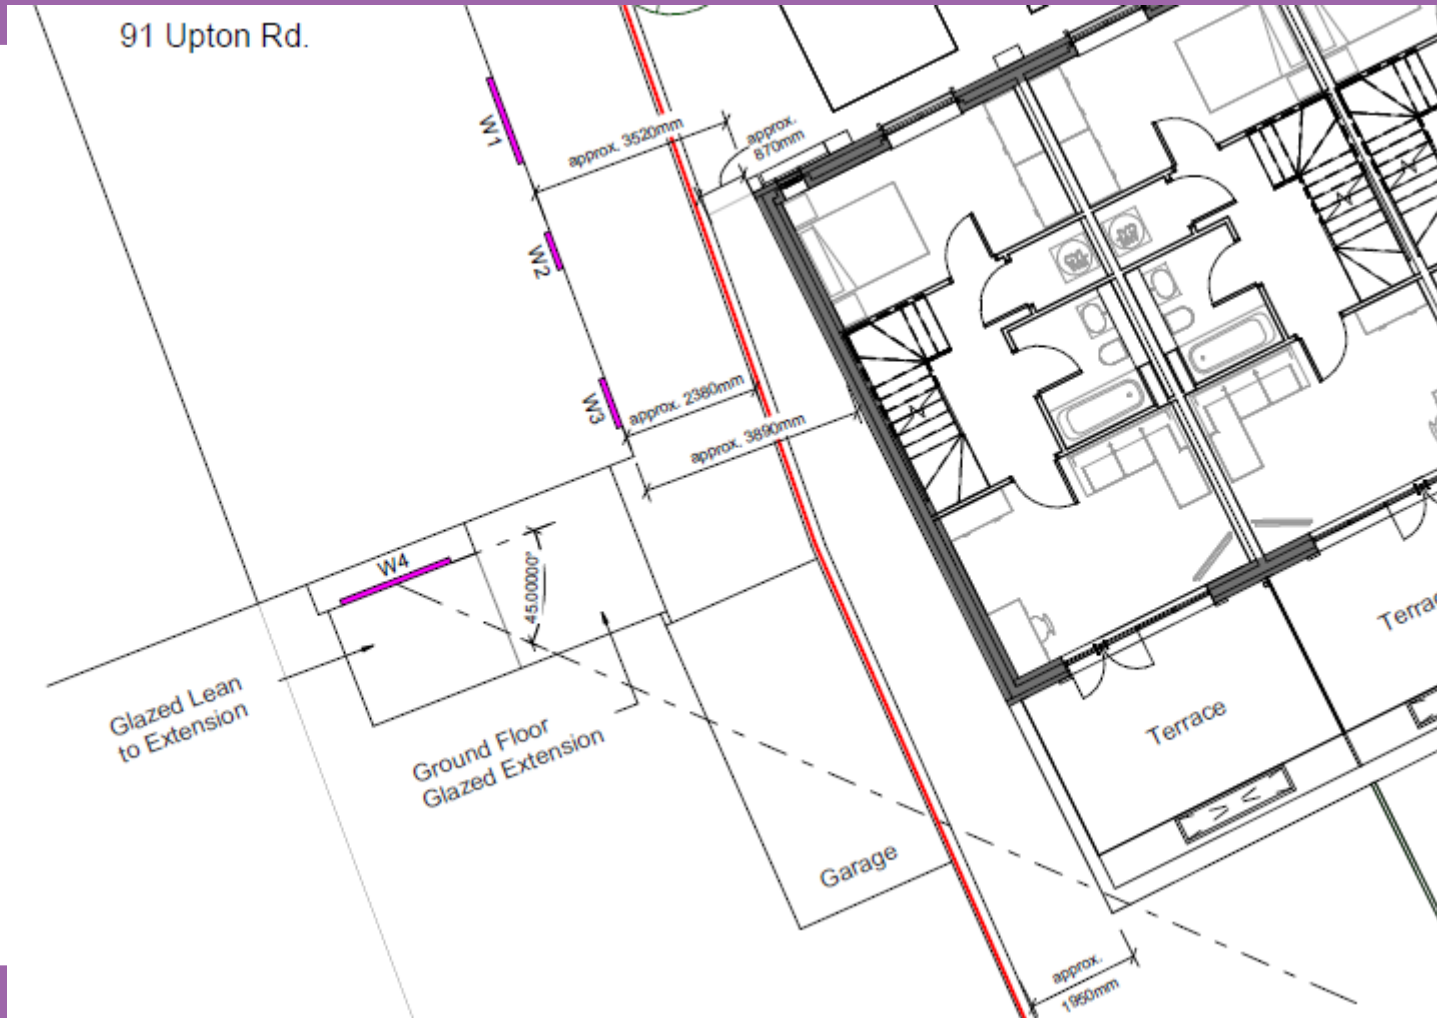 91 Upton Rd.
W1
approx. 3520mm
approx.
870mm
W2
W3
approx. 2380mm
approx. 3890mm
W4
45.00000°
Glazed Lean
to Extension
Ground Floor
Glazed Extension
Garage
Terrace
Terrac
approx.
1950mm